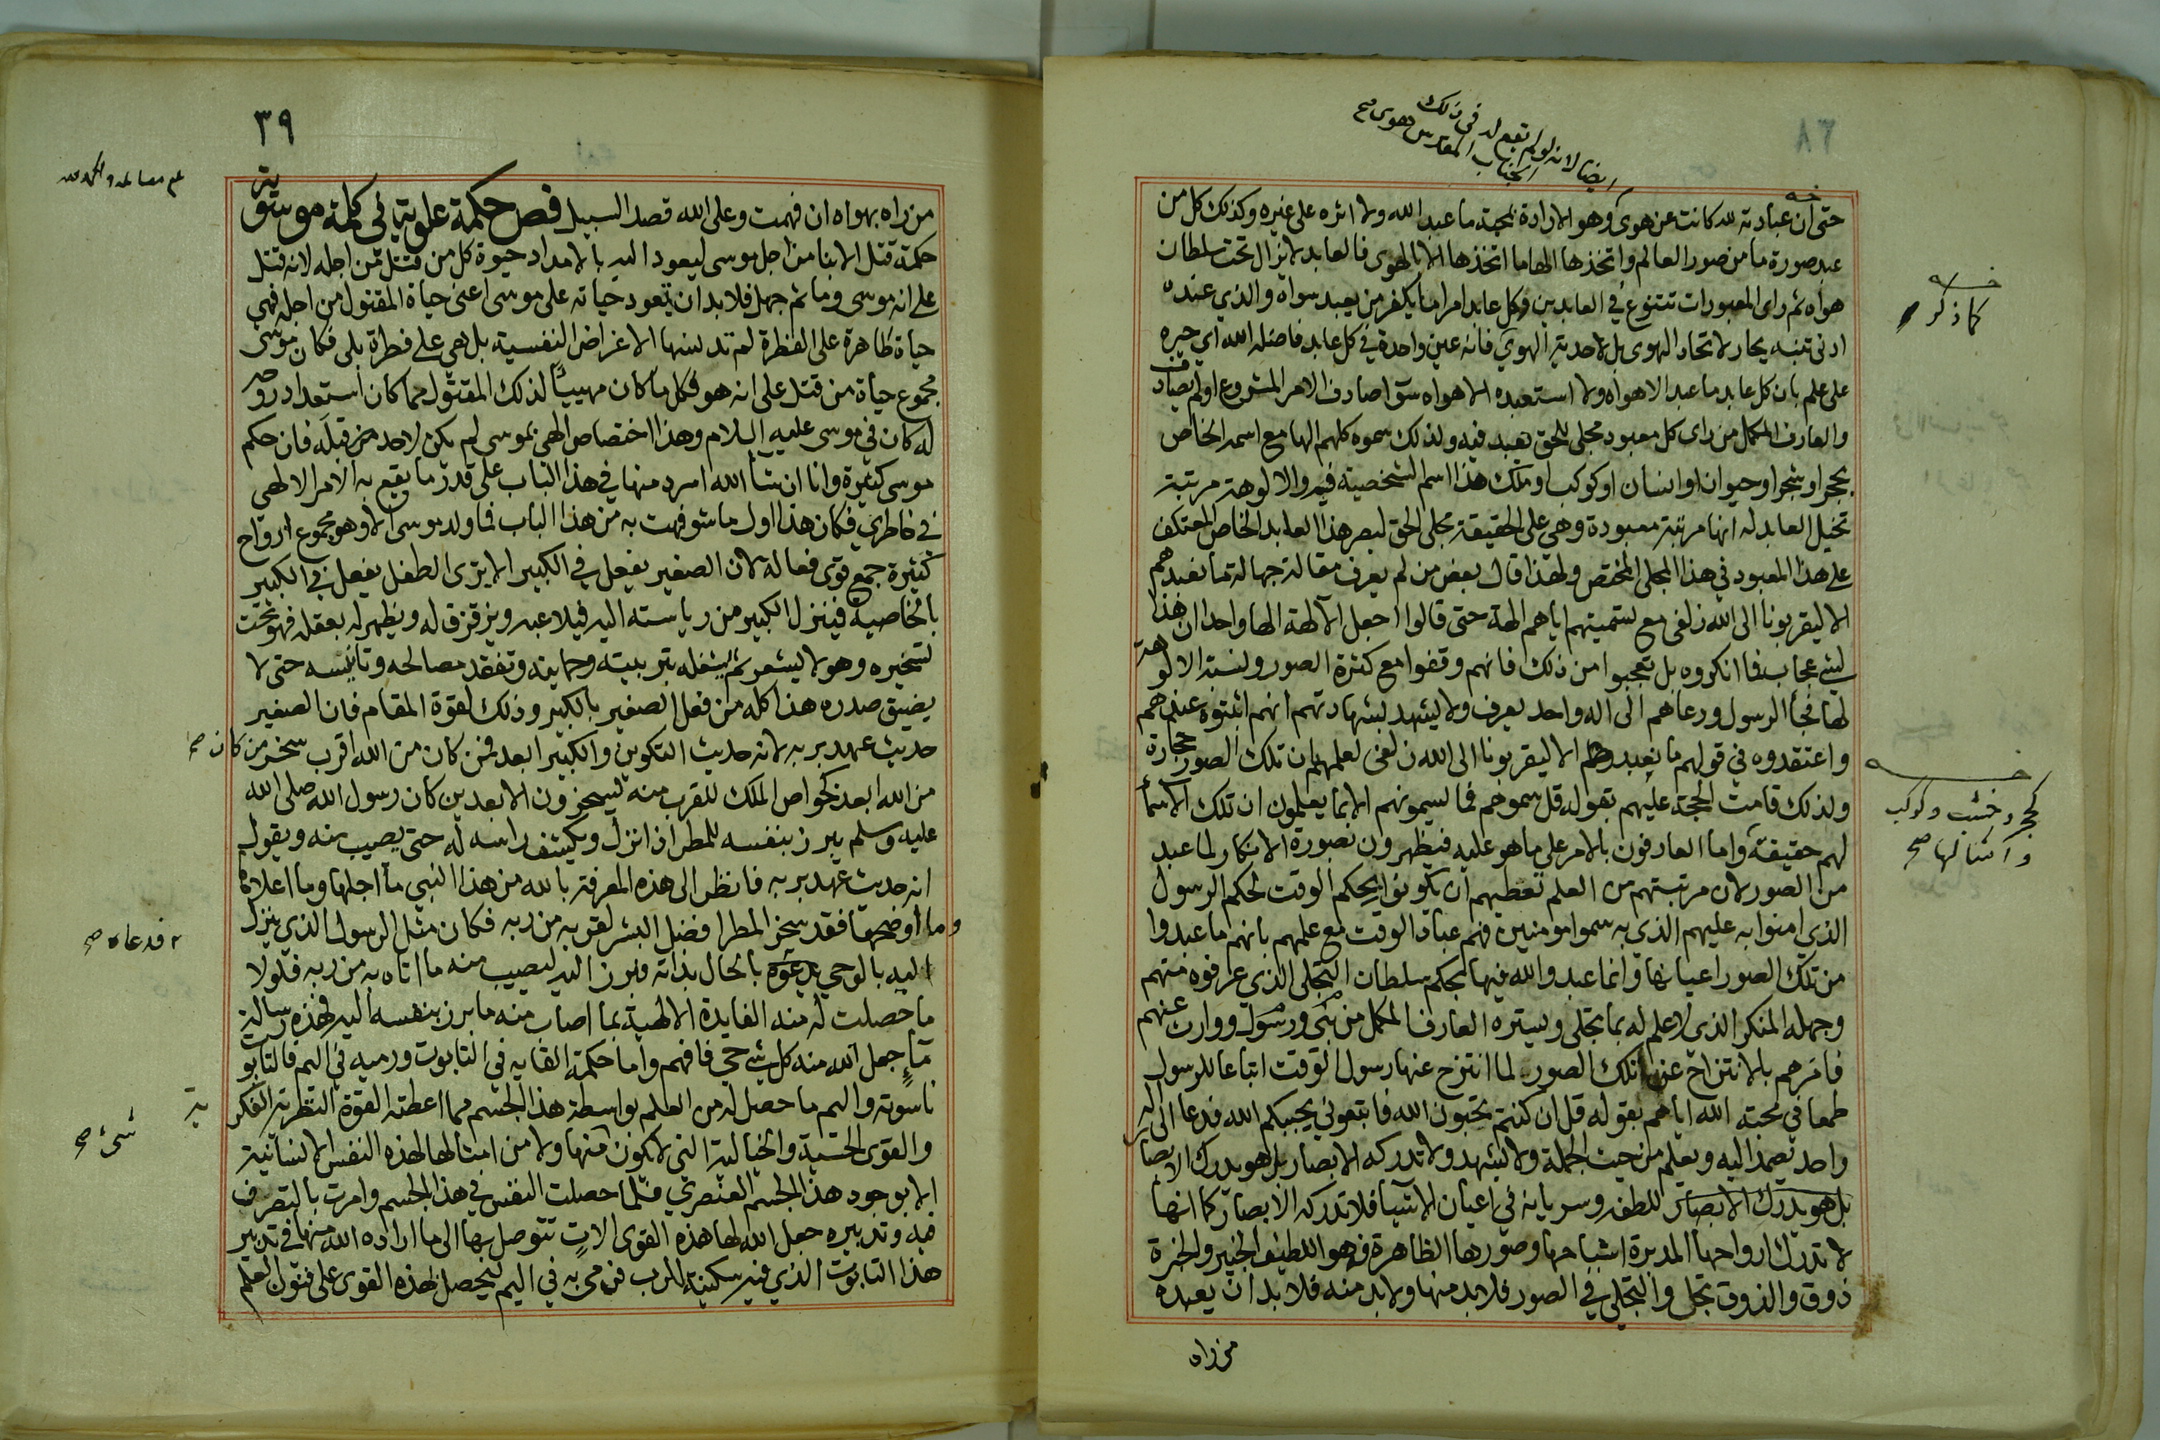 ٣٨
ايضا لانه لو لم تقع له في ذلك
الجناب المقدس هوى صح
حتى ان عبادته لله كانت عن هوى وهو الارادة لمحبة ما عبد الله ولا اثره على غيره وكذلك كل من
عبد صورة ما من صور العالم واتخذها الها ما اتخذها الا بالهوى فالعابد لا يزال تحت سلطان
هواه ثم راى المعبودات تتنوع في العابدين وكل عابد امرا ما يكفر من يعبد سواه والذي عنده
ادنى تنبه يحار لاتحاد الهوى بل لاحدية الهوى فانه عين واحدة في كل عابد فاضله الله اي حيره
على علم بان كل عابد ما عبد الا هواه ولا استعبده الا هواه سوآ صادف الامر المشروع او لم يصادف
والعارف المكمل من راى كل معبود مجلى للحق يعبد فيه ولذلك سموه كلهم الها مع اسمه الخاص
بحجر او شجر او حيوان او انسان او كوكب او ملك هذا اسم الشخصية فيه والالوهة مرتبة
تخيل العابد له انها مرتبة معبودة وهي على الحقيقة مجلى الحق لبصر هذا العابد الخاص المعتكف
على هذا المعبود في هذا المجلى المختص ولهذا قال بعض من لم يعرف مقالة جهالة ما نعبدهم
الا ليقربونا الى الله زلفى مع تسميتهم اياهم الهة حتى قالوا اجعل الآلهة الها واحدا ان هذا
لشئ عجاب فما انكروه بل تعجبوا من ذلك فانهم وقفوا مع كثرة الصور ونسبة الالوهة
لها فجآ الرسول ودعاهم الى اله واحد يعرف ولا يشهد بشهادتهم انهم اثبتوه عندهم
واعتقدوه في قولهم ما نعبدهم الا ليقربونا الى الله زلفى لعلمهم بان تلك الصور حجارة
ولذلك قامت الحجة عليهم بقوله قل سموهم فما يسمونهم الا بما يعلمون ان تلك الاسمآ
لهم حقيقة واما العارفون بالامر على ما هو عليه فيظهرون بصورة الانكار لما عبد
من الصور لان مرتبتهم من العلم تعطيهم ان يكونوا بحكم الوقت لحكم الرسول
الذي امنوا به عليهم الذي به سموا مومنين فهم عباد الوقت مع علمهم بانهم ما عبدوا
من تلك الصور اعيانها وانما عبدوا الله فيها بحكم سلطان التجلى الذي عرفوه منهم
وجهله المنكر الذي لا علم له بما تجلى ويستره العارف المكمل من نبى ورسول ووارث عنهم
فامرهم بالانتزاح عن تلك الصور لما انتزح عنها رسول الوقت اتباعا للرسول
طمعا في محبة الله اياهم بقوله قل ان كنتم تحبون الله فاتبعوني يحببكم الله فدعا الى اله
واحد يصمد اليه ويعلم من حيث الجملة ولا يشهد ولا تدركه الابصار بل هو يدرك الابصار
بل هو يدرك الابصار للطفه وسريانه في اعيان الاشيا فلا تدركه الابصار كما انها
لا تدرك ارواحها المدبرة اشباحها وصورها الظاهرة فهو اللطيف الخبير والخبرة
ذوق والذوق تجل والتجلي في الصور فلا بد منها ولا بد منه فلا بد ان يعبده
من راه
كما ذكر
كحجر وخشب وكوكب
وامثالها صح
٣٩
من راه بهواه ان فهمت وعلى الله قصد السبيل فص حكمة علوية في كلمة موسوية
حكمة قتل الابنا من اجل موسى ليعود اليه بالامداد حيوة كل من قتل من اجله لانه قتل
على انه موسى وما ثم جهل فلا بد ان تعود حياته على موسى اعنى حياة المقتول من اجله فهي
حياة ظاهرة على الفطرة لم تدنسها الاغراض النفسية بل هي على فطرة بلى فكان موسى
مجموع حياة من قتل على انه هو فكل ما كان مهيئا لذلك المقتول مما كان استعداد روحه
له كان في موسى عليه السلام وهذا اختصاص الهي بموسى لم يكن لاحد من قبله فان حكم
موسى كثيرة وانا ان شآ الله اسرد منها في هذا الباب على قدر ما يقع به الامر الالهي
في خاطري فكان هذا اول ما شوفهت به من هذا الباب فما ولد موسى الا وهو مجموع ارواح
كثيرة جمع قوى فعالة لان الصغير يفعل في الكبير الا ترى الطفل يفعل في الكبير
بالخاصية فينزل الكبير من رياسته اليه فيلاعبه ويزقزق له ويظهر له بعقله فهو تحت
تسخيره وهو لا يشعر ثم يشغله بتربيته وحمايته وتفقد مصالحه وتانيسه حتى لا
يضيق صدره هذا كله من فعل الصغير بالكبير وذلك لقوة المقام فان الصغير
حديث عهد بربه لانه حديث التكوين والكبير ابعد فمن كان من الله اقرب سخر من كان صح
من الله ابعد كخواص الملك للقرب منه يسخرون الابعدين كان رسول الله صلى الله
عليه وسلم يبرز بنفسه للمطر اذا نزل ويكشف راسه له حتى يصيب منه ويقول
انه حديث عهد بربه فانظر الى هذه المعرفة بالله من هذا النبي ما اجلها وما اعلاها
وما اوضحها فقد سخر المطر افضل البشر لقربه من ربه فكان مثل الرسول الذي ينزل
اليه بالوحي يدعوه بالحال بذاته فبرز اليه ليصيب منه ما اتاه به من ربه فلولا
ما حصلت له منه الفايدة الالهية بما اصاب منه ما برز بنفسه اليه فهذه رسالة
مآء جعل الله منه كل شي حي فافهم واما حكمة القايه في التابوت ورميه في اليم فالتابوت
ناسوته واليم ما حصل له من العلم بواسطة هذا الجسم مما اعطته القوة النظرية الفكرية
والقوى الحسية والخيالية التي لا يكون منها ولا من امثالها لهذه النفس الانسانية
الا بوجود هذا الجسم العنصري فلما حصلت النفس في هذا الجسم وامرت بالتصرف
فيه وتدبيره جعل الله لها هذه القوى الات تتوصل بها الى ما اراده الله منها في تدبير
هذا التابوت الذي فيه سكينة الرب فرمى به في اليم ليحصل بهذه القوى على فنون العلم
فدعاه صح
شئ صح